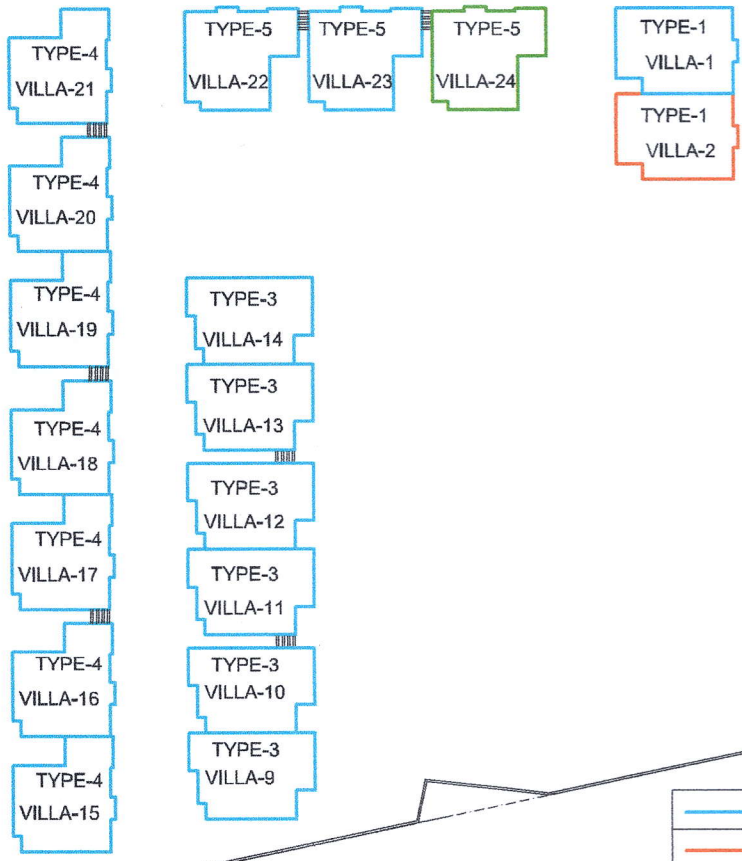 TYPE-4
VILLA-21
TYPE-5
VILLA-22
TYPE-5
VILLA-23
TYPE-5
VILLA-24
TYPE-1
VILLA-1
TYPE-1
VILLA-2
TYPE-4
VILLA-20
TYPE-4
VILLA-19
TYPE-4
VILLA-18
TYPE-4
VILLA-17
TYPE-4
VILLA-16
TYPE-4
VILLA-15
TYPE-3
VILLA-14
TYPE-3
VILLA-13
TYPE-3
VILLA-12
TYPE-3
VILLA-11
TYPE-3
VILLA-10
TYPE-3
VILLA-9